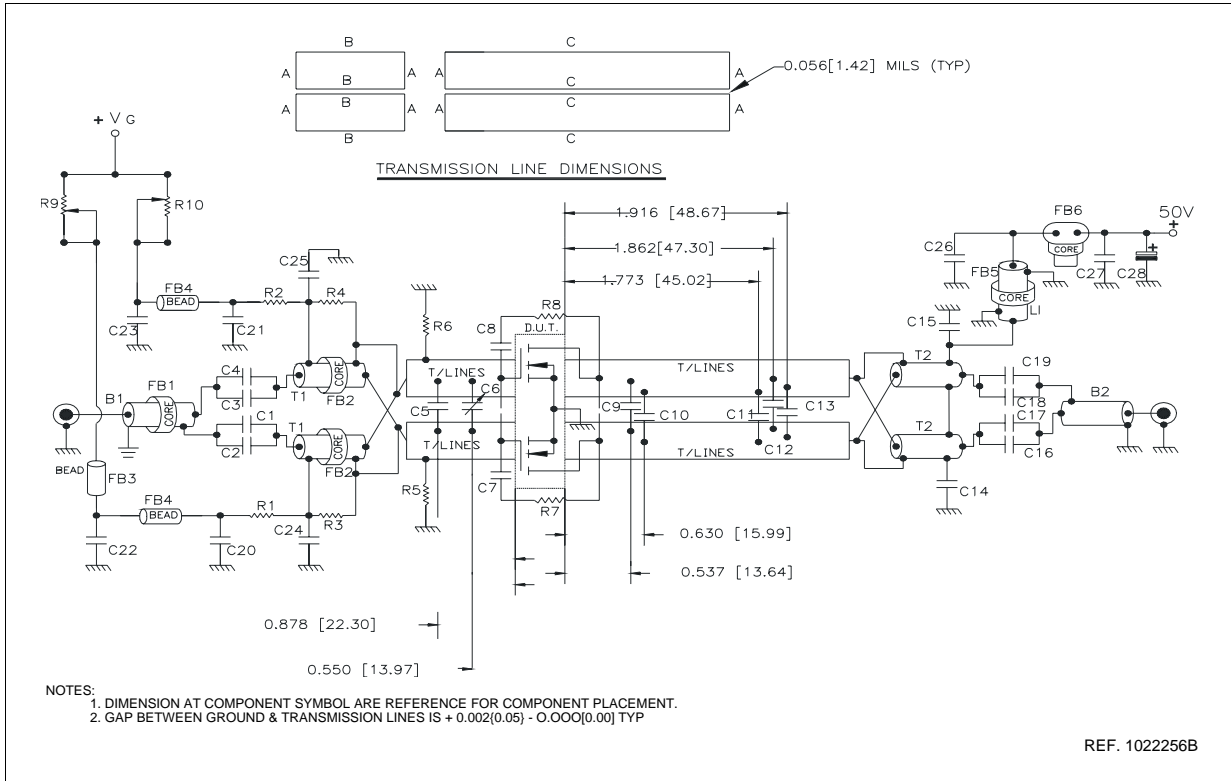 B C
A A A C A
B
0.056[1.42] MILS (TYP)
A B A A C A
B C
TRANSMISSION LINE DIMENSIONS
+ V G
R9
R10
1.916 [48.67]
1.862[47.30]
1.773 [45.02]
FB6
50V
+
CORE
C26
FB5
CORE
L1
C27
C28
+
C25
FB4
BEAD
R2
R4
C23
C21
R6
C8
R8
D.U.T.
C15
C4
C3
FB1
B1
CORE
T1
CORE
FB2
T/LINES
C6
C5
T/LINES
C9
C10
C11
C13
C12
T2
C19
C18
B2
C1
C2
T1
CORE
FB2
T/LINES
T/LINES
T2
C17
C16
BEAD
FB3
FB4
BEAD
R1
R3
R5
C7
R7
C14
C22
C20
C24
0.630 [15.99]
0.537 [13.64]
0.878 [22.30]
0.550 [13.97]
NOTES:
1. DIMENSION AT COMPONENT SYMBOL ARE REFERENCE FOR COMPONENT PLACEMENT.
2. GAP BETWEEN GROUND & TRANSMISSION LINES IS + 0.002{0.05} - O.OOO[0.00] TYP
REF. 1022256B